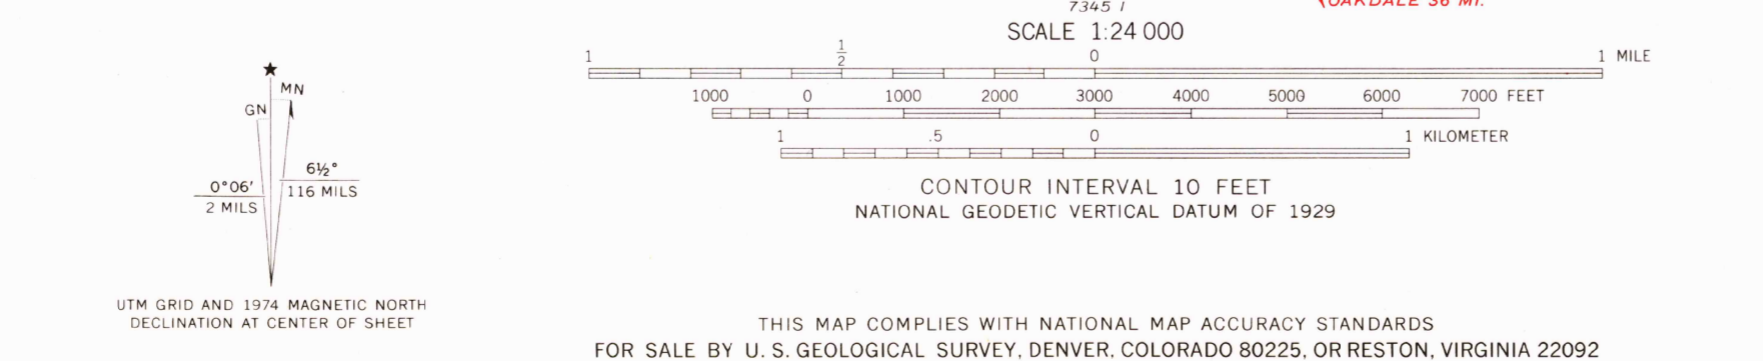 7345 I
OAKDALE 36 MI.
SCALE 1:24 000
1 1/2 0 1 MILE
1000 0 1000 2000 3000 4000 5000 6000 7000 FEET
1 .5 0 1 KILOMETER
CONTOUR INTERVAL 10 FEET
NATIONAL GEODETIC VERTICAL DATUM OF 1929
★
MN
GN
6½°
116 MILS
0°06′
2 MILS
UTM GRID AND 1974 MAGNETIC NORTH
DECLINATION AT CENTER OF SHEET
THIS MAP COMPLIES WITH NATIONAL MAP ACCURACY STANDARDS
FOR SALE BY U. S. GEOLOGICAL SURVEY, DENVER, COLORADO 80225, OR RESTON, VIRGINIA 22092